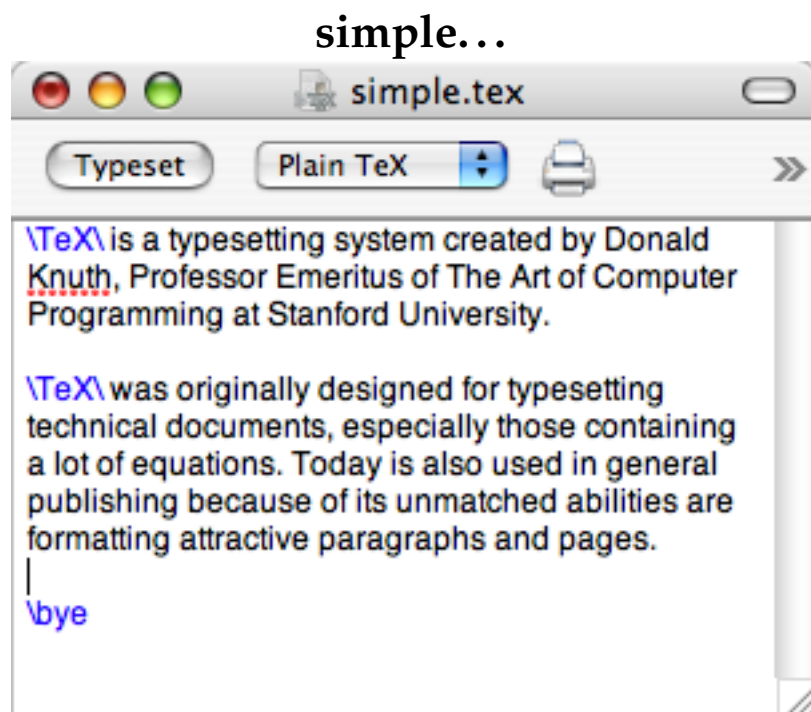 simple...
simple.tex
Typeset Plain TeX
\TeX\ is a typesetting system created by Donald
Knuth, Professor Emeritus of The Art of Computer
Programming at Stanford University.
\TeX\ was originally designed for typesetting
technical documents, especially those containing
a lot of equations. Today is also used in general
publishing because of its unmatched abilities are
formatting attractive paragraphs and pages.
\bye